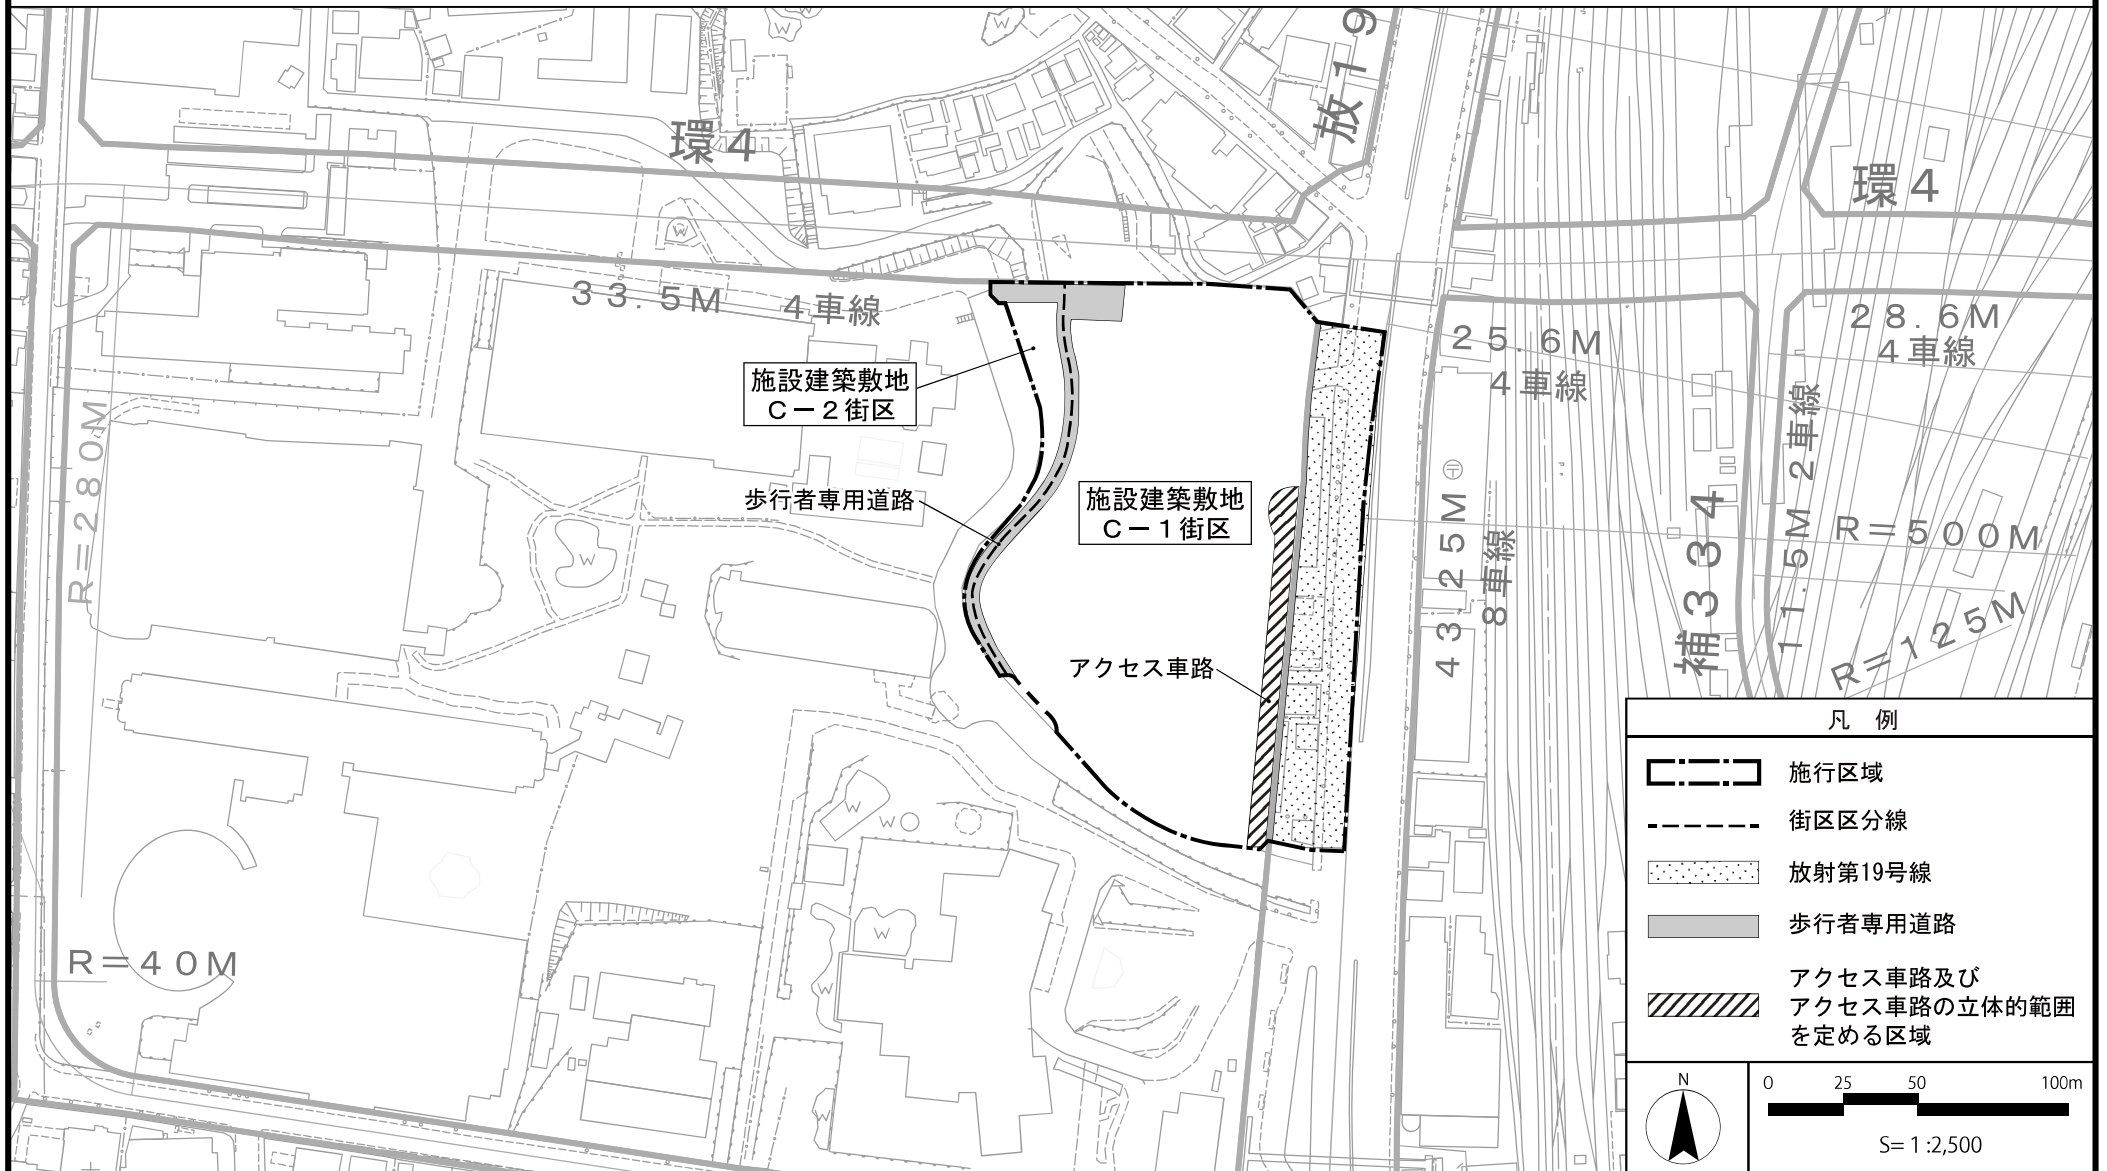 放19
環4
環4
33.5M 4車線
25.6M
4車線
28.6M
4車線
施設建築敷地
C－2街区
歩行者専用道路
施設建築敷地
C－1街区
アクセス車路
R=280M
43.25M
8車線
補334
11.5M 2車線
R=500M
R=125M
R=40M
W
W
W
W
W
W
W
W
凡 例
施行区域
街区区分線
放射第19号線
歩行者専用道路
アクセス車路及び
アクセス車路の立体的範囲
を定める区域
N
0 25 50 100m
S=1:2,500